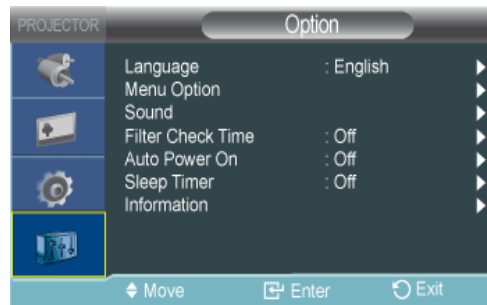 PROJECTOR
Option
Language : English
Menu Option
Sound
Filter Check Time : Off
Auto Power On : Off
Sleep Timer : Off
Information
Move Enter Exit